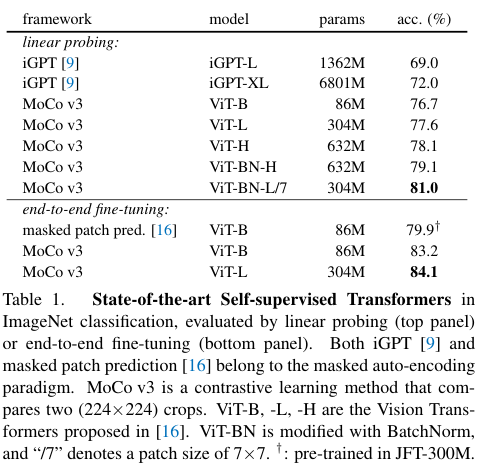 framework model params acc. (%)
linear probing:
iGPT [9] iGPT-L 1362M 69.0
iGPT [9] iGPT-XL 6801M 72.0
MoCo v3 ViT-B 86M 76.7
MoCo v3 ViT-L 304M 77.6
MoCo v3 ViT-H 632M 78.1
MoCo v3 ViT-BN-H 632M 79.1
MoCo v3 ViT-BN-L/7 304M 81.0
end-to-end fine-tuning:
masked patch pred. [16] ViT-B 86M 79.9†
MoCo v3 ViT-B 86M 83.2
MoCo v3 ViT-L 304M 84.1
Table 1. State-of-the-art Self-supervised Transformers in
ImageNet classification, evaluated by linear probing (top panel)
or end-to-end fine-tuning (bottom panel). Both iGPT [9] and
masked patch prediction [16] belong to the masked auto-encoding
paradigm. MoCo v3 is a contrastive learning method that com-
pares two (224×224) crops. ViT-B, -L, -H are the Vision Trans-
formers proposed in [16]. ViT-BN is modified with BatchNorm,
and “/7” denotes a patch size of 7×7. †: pre-trained in JFT-300M.